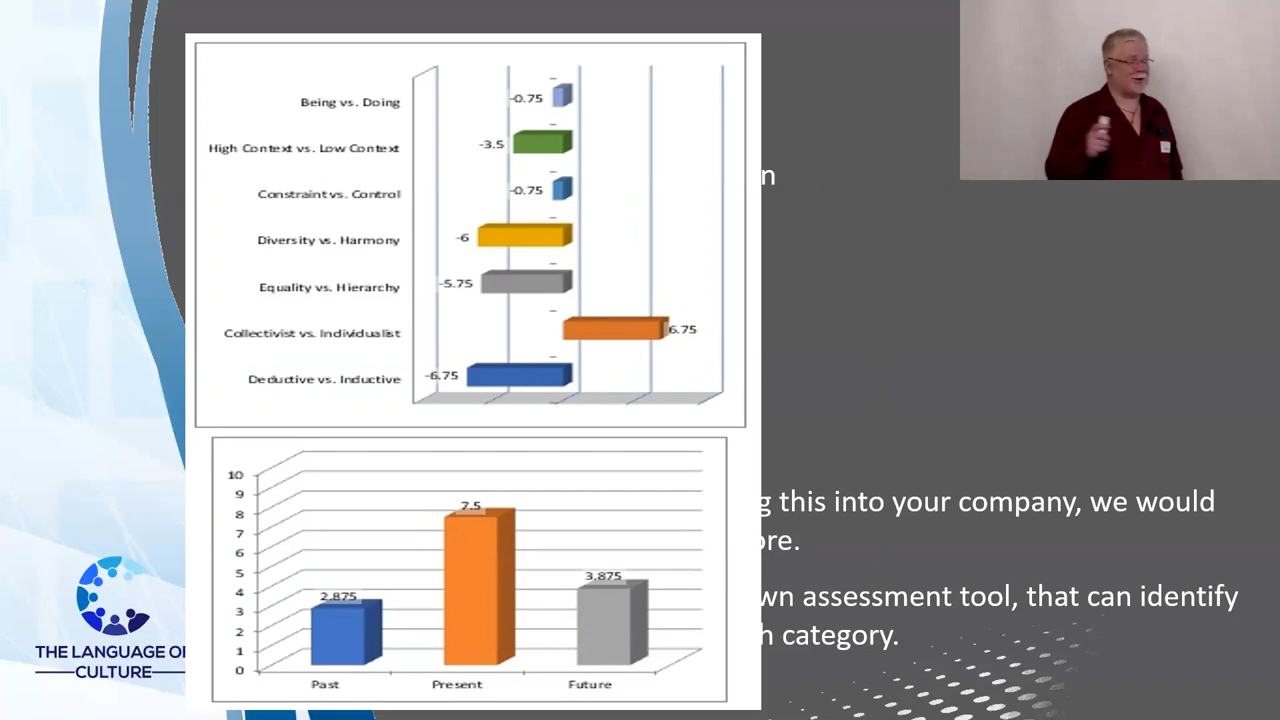 Being vs. Doing
-0.75
High Context vs. Low Context
-3.5
Constraint vs. Control
-0.75
Diversity vs. Harmony
-6
Equality vs. Hierarchy
-5.75
Collectivist vs. Individualist
6.75
Deductive vs. Inductive
-6.75
n
10
9
8
7
6
5
4
3
2
1
0
2.875
7.5
3.875
Past
Present
Future
g this into your company, we would
ore.
wn assessment tool, that can identify
h category.
THE LANGUAGE OF
CULTURE